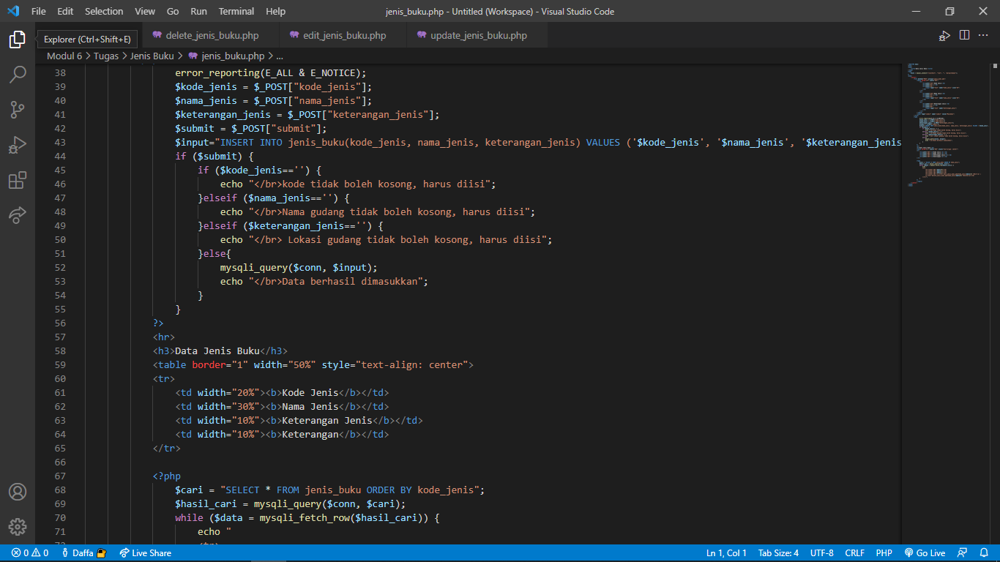 File Edit Selection View Go Run Terminal Help jenis_buku.php - Untitled (Workspace) - Visual Studio Code
Explorer (Ctrl+Shift+E) delete_jenis_buku.php edit_jenis_buku.php update_jenis_buku.php
Modul 6 > Tugas > Jenis Buku > jenis_buku.php > ...
38 error_reporting(E_ALL & E_NOTICE);
39 $kode_jenis = $_POST["kode_jenis"];
40 $nama_jenis = $_POST["nama_jenis"];
41 $keterangan_jenis = $_POST["keterangan_jenis"];
42 $submit = $_POST["submit"];
43 $input="INSERT INTO jenis_buku(kode_jenis, nama_jenis, keterangan_jenis) VALUES ('$kode_jenis', '$nama_jenis', '$keterangan_jenis
44 if ($submit) {
45 if ($kode_jenis=='') {
46 echo "</br>kode tidak boleh kosong, harus diisi";
47 }elseif ($nama_jenis=='') {
48 echo "</br>Nama gudang tidak boleh kosong, harus diisi";
49 }elseif ($keterangan_jenis=='') {
50 echo "</br> Lokasi gudang tidak boleh kosong, harus diisi";
51 }else{
52 mysqli_query($conn, $input);
53 echo "</br>Data berhasil dimasukkan";
54 }
55 }
56 ?>
57 <hr>
58 <h3>Data Jenis Buku</h3>
59 <table border="1" width="50%" style="text-align: center">
60 <tr>
61 <td width="20%"><b>Kode Jenis</b></td>
62 <td width="30%"><b>Nama Jenis</b></td>
63 <td width="10%"><b>Keterangan Jenis</b></td>
64 <td width="10%"><b>Keterangan</b></td>
65 </tr>
66
67 <?php
68 $cari = "SELECT * FROM jenis_buku ORDER BY kode_jenis";
69 $hasil_cari = mysqli_query($conn, $cari);
70 while ($data = mysqli_fetch_row($hasil_cari)) {
71 echo "
0 0 Daffa Live Share Ln 1, Col 1 Tab Size: 4 UTF-8 CRLF PHP Go Live